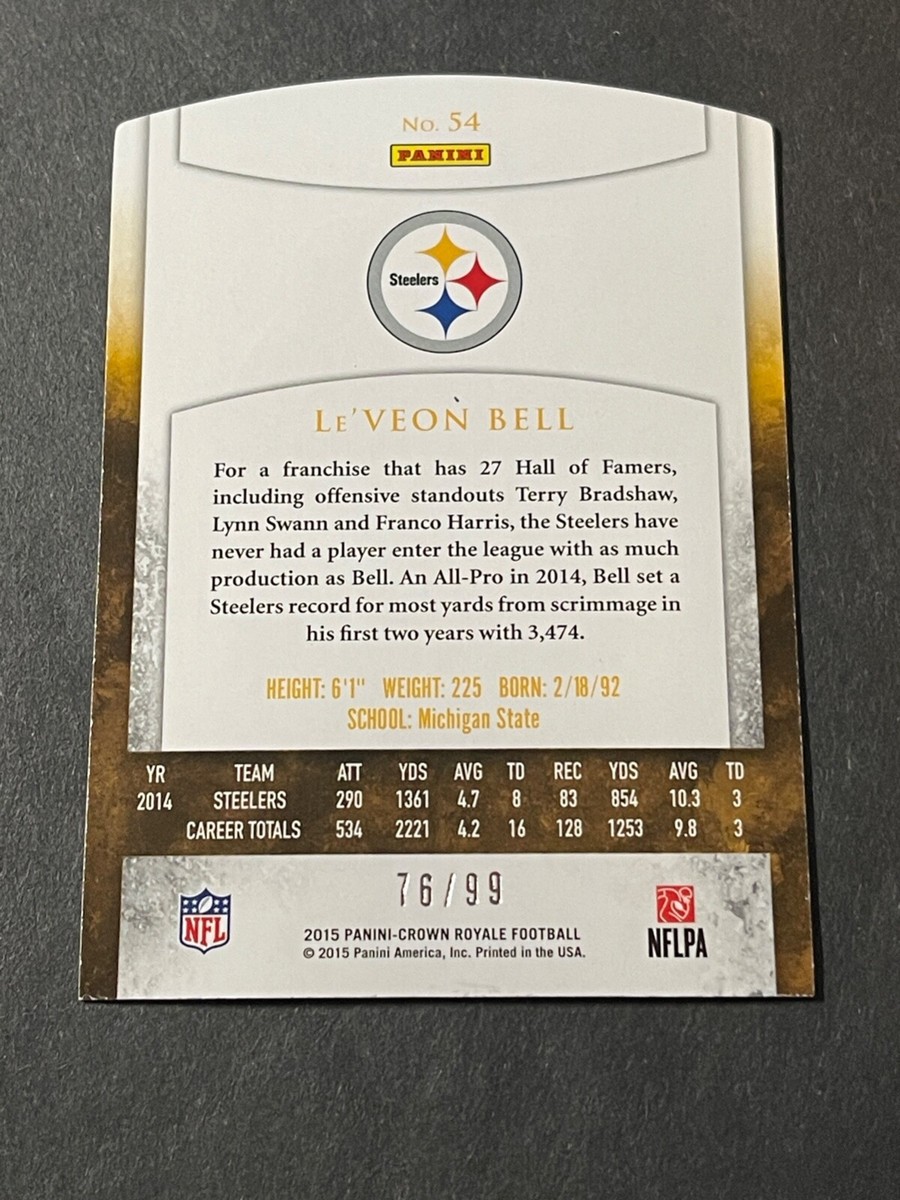 No. 54
PANINI
Steelers
Le'Veon Bell
For a franchise that has 27 Hall of Famers,
including offensive standouts Terry Bradshaw,
Lynn Swann and Franco Harris, the Steelers have
never had a player enter the league with as much
production as Bell. An All-Pro in 2014, Bell set a
Steelers record for most yards from scrimmage in
his first two years with 3,474.
HEIGHT: 6'1" WEIGHT: 225 BORN: 2/18/92
SCHOOL: Michigan State
YR TEAM ATT YDS AVG TD REC YDS AVG TD
2014 STEELERS 290 1361 4.7 8 83 854 10.3 3
CAREER TOTALS 534 2221 4.2 16 128 1253 9.8 3
76/99
NFL
2015 PANINI-CROWN ROYALE FOOTBALL
© 2015 Panini America, Inc. Printed in the USA.
NFLPA